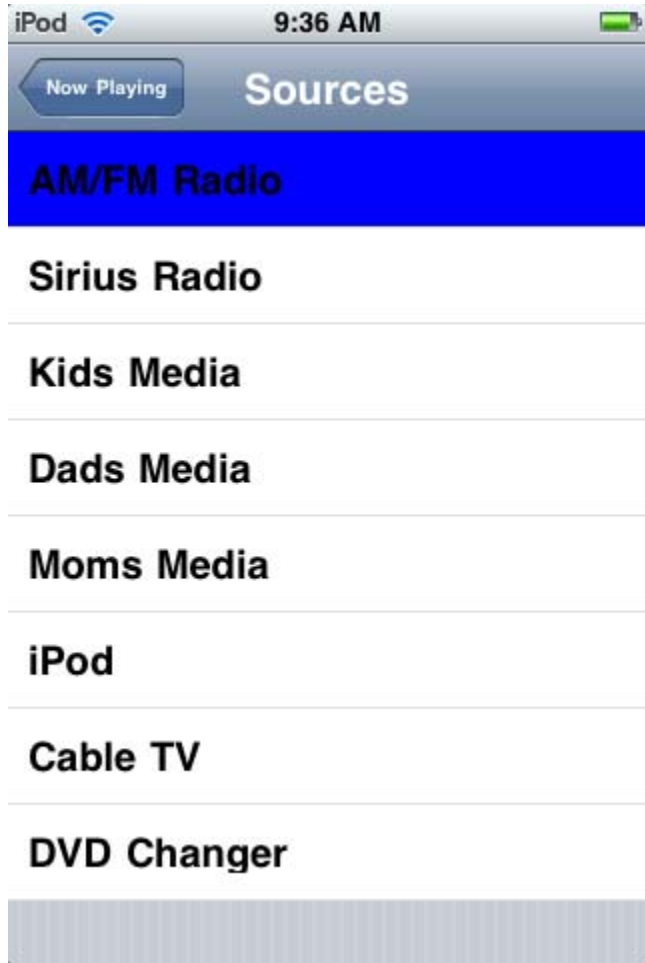 iPod 9:36 AM
Now Playing Sources
AM/FM Radio
Sirius Radio
Kids Media
Dads Media
Moms Media
iPod
Cable TV
DVD Changer